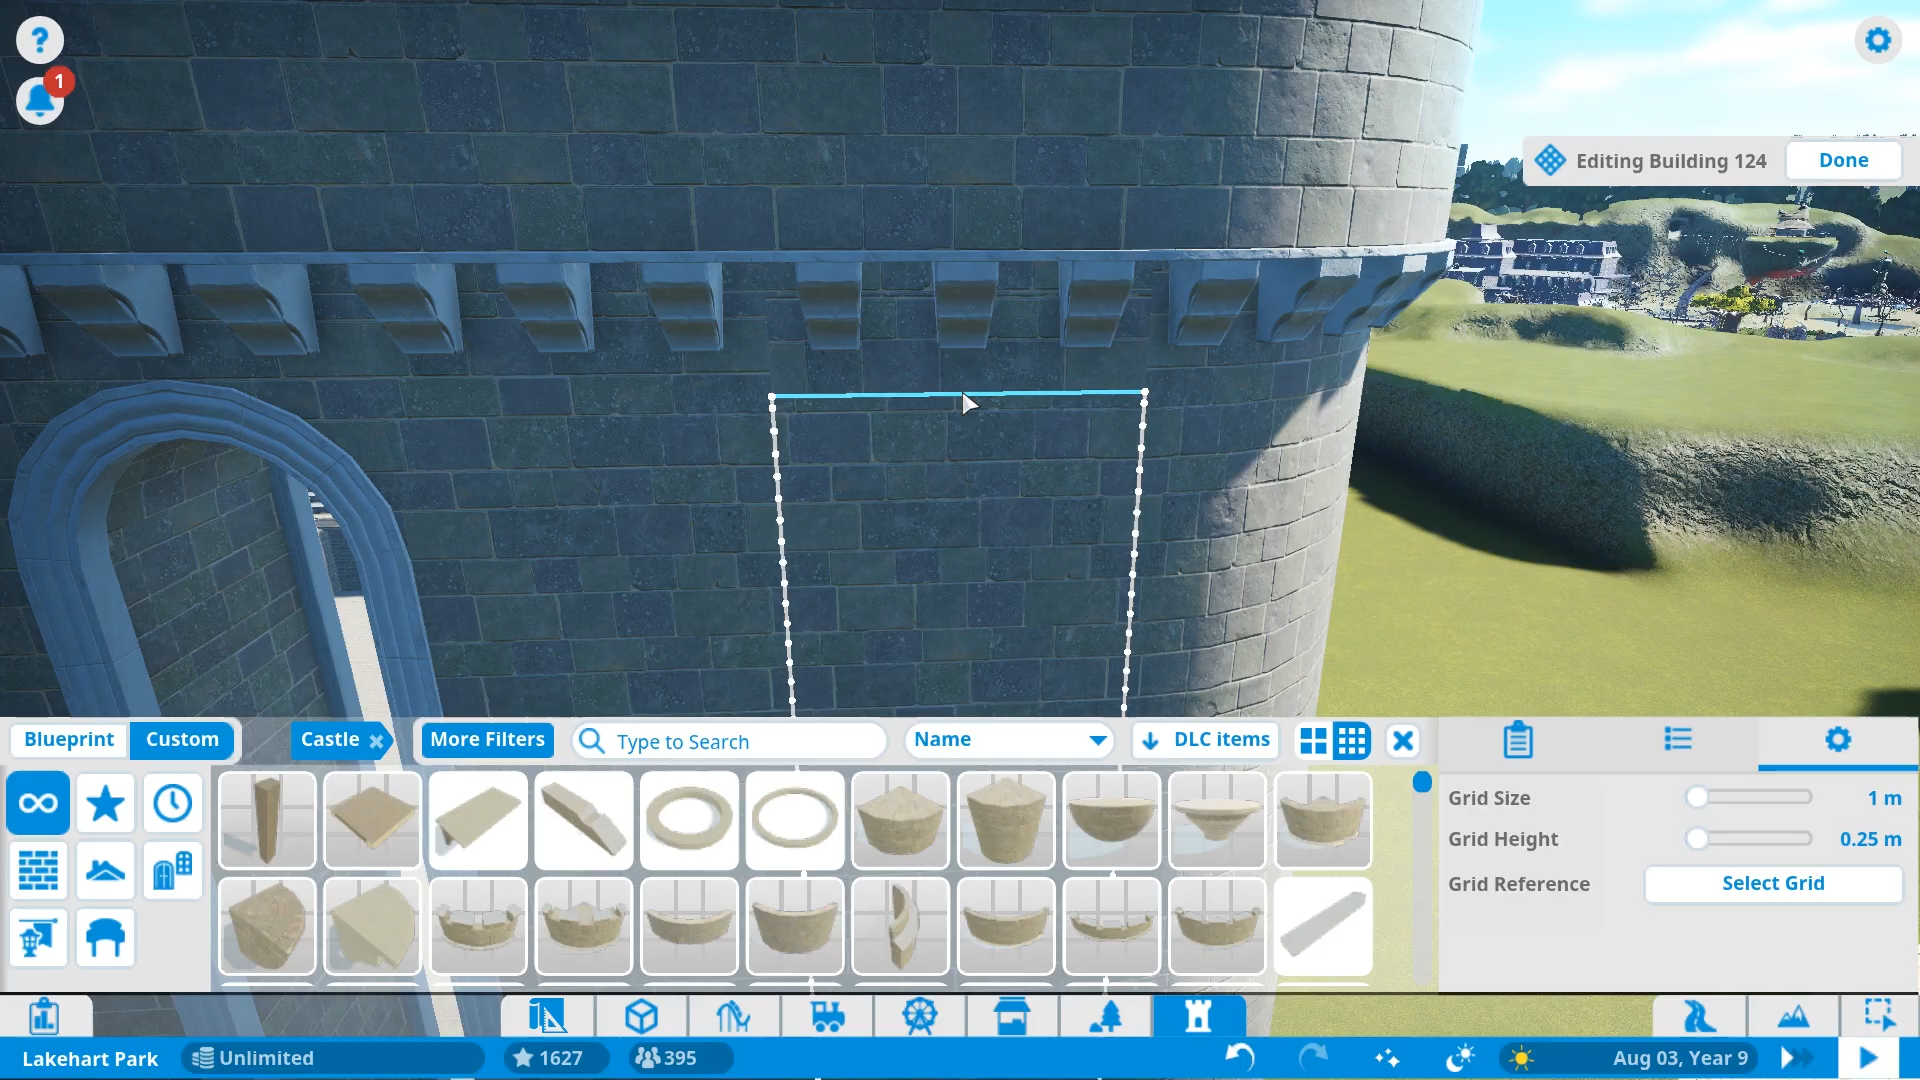 ?
1
Editing Building 124
Done
Blueprint
Custom
Castle
More Filters
Type to Search
Name
DLC items
Grid Size
1 m
Grid Height
0.25 m
Grid Reference
Select Grid
Lakehart Park
Unlimited
1627
395
Aug 03, Year 9